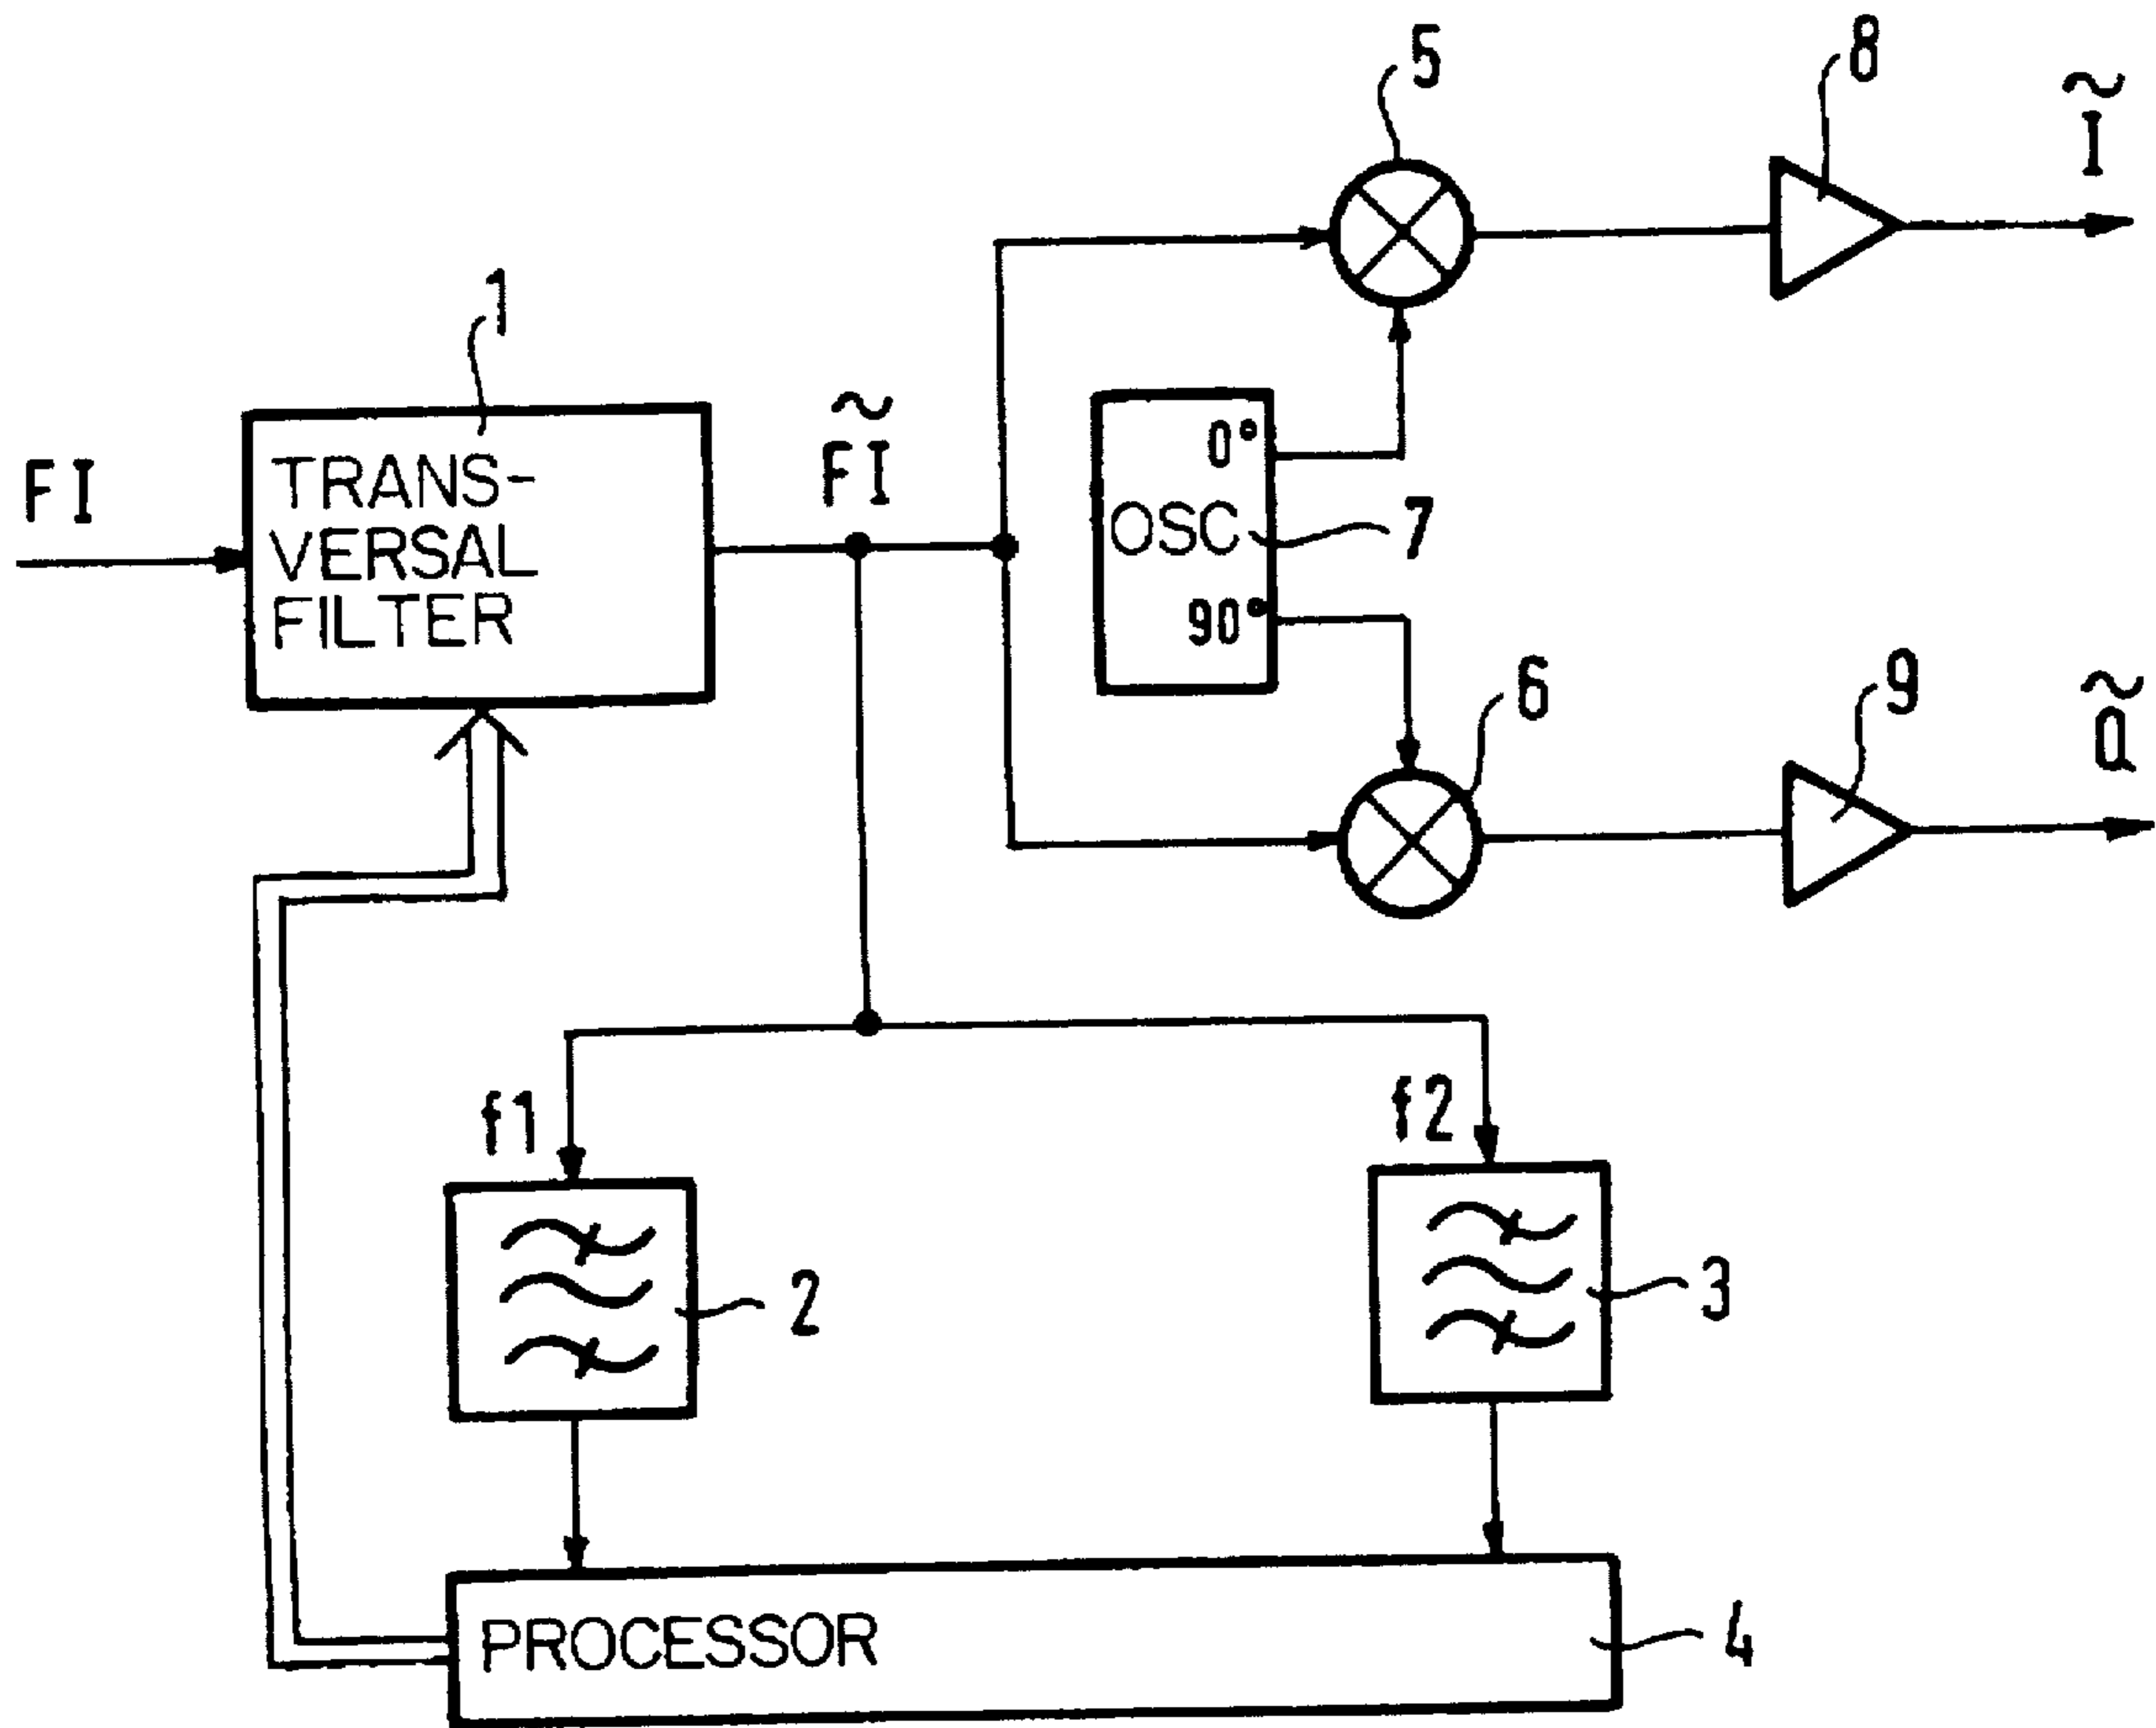 5
8
Ĩ
1
FI
TRANS-
VERSAL
FILTER
F̃Ĩ
0°
OSC
7
90°
6
9
Q̃
f1
f2
2
3
PROCESSOR
4